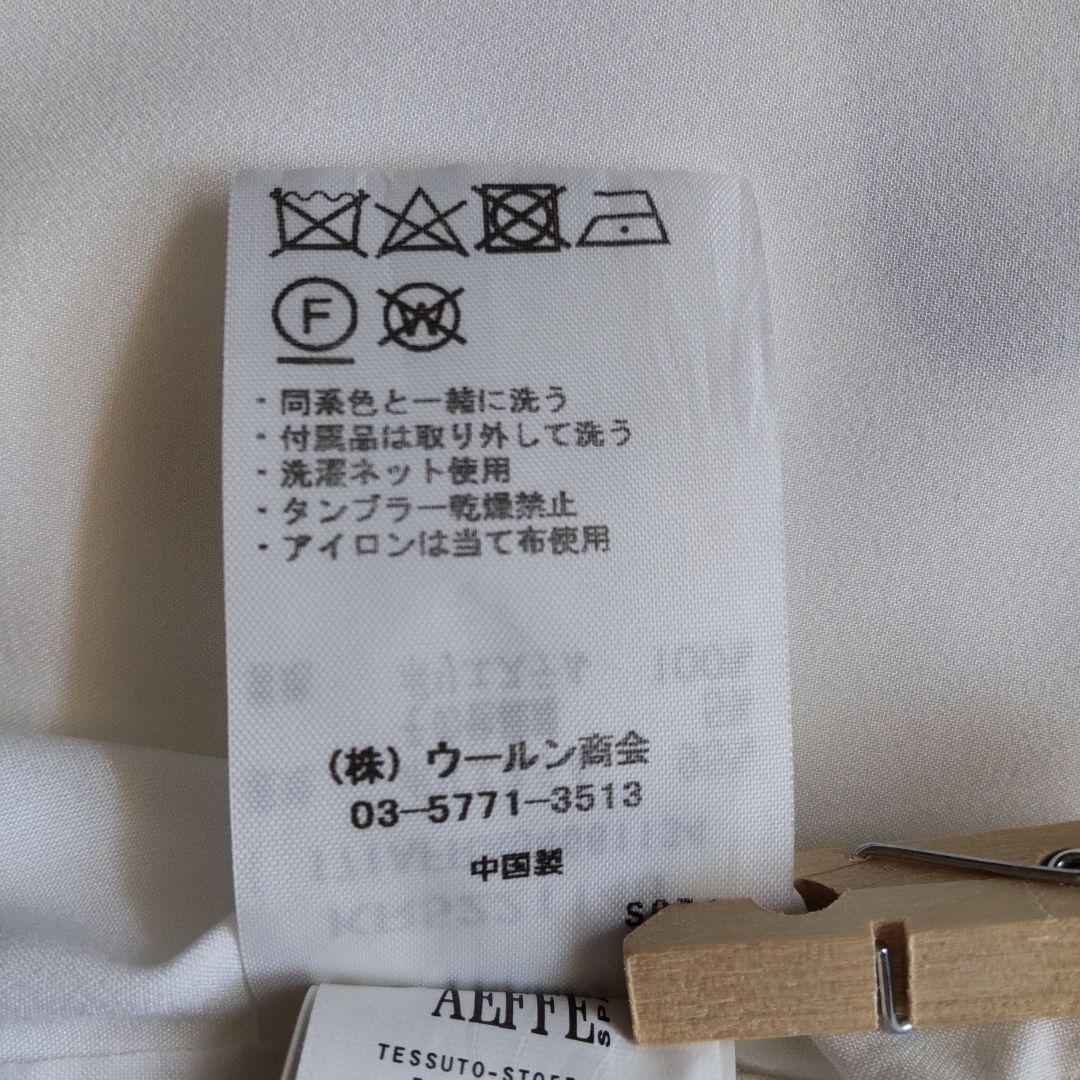 F W
・同系色と一緒に洗う
・付属品は取り外して洗う
・洗濯ネット使用
・タンブラー乾燥禁止
・アイロンは当て布使用
(株) ウールン商会
03-5771-3513
中国製
AEFFE